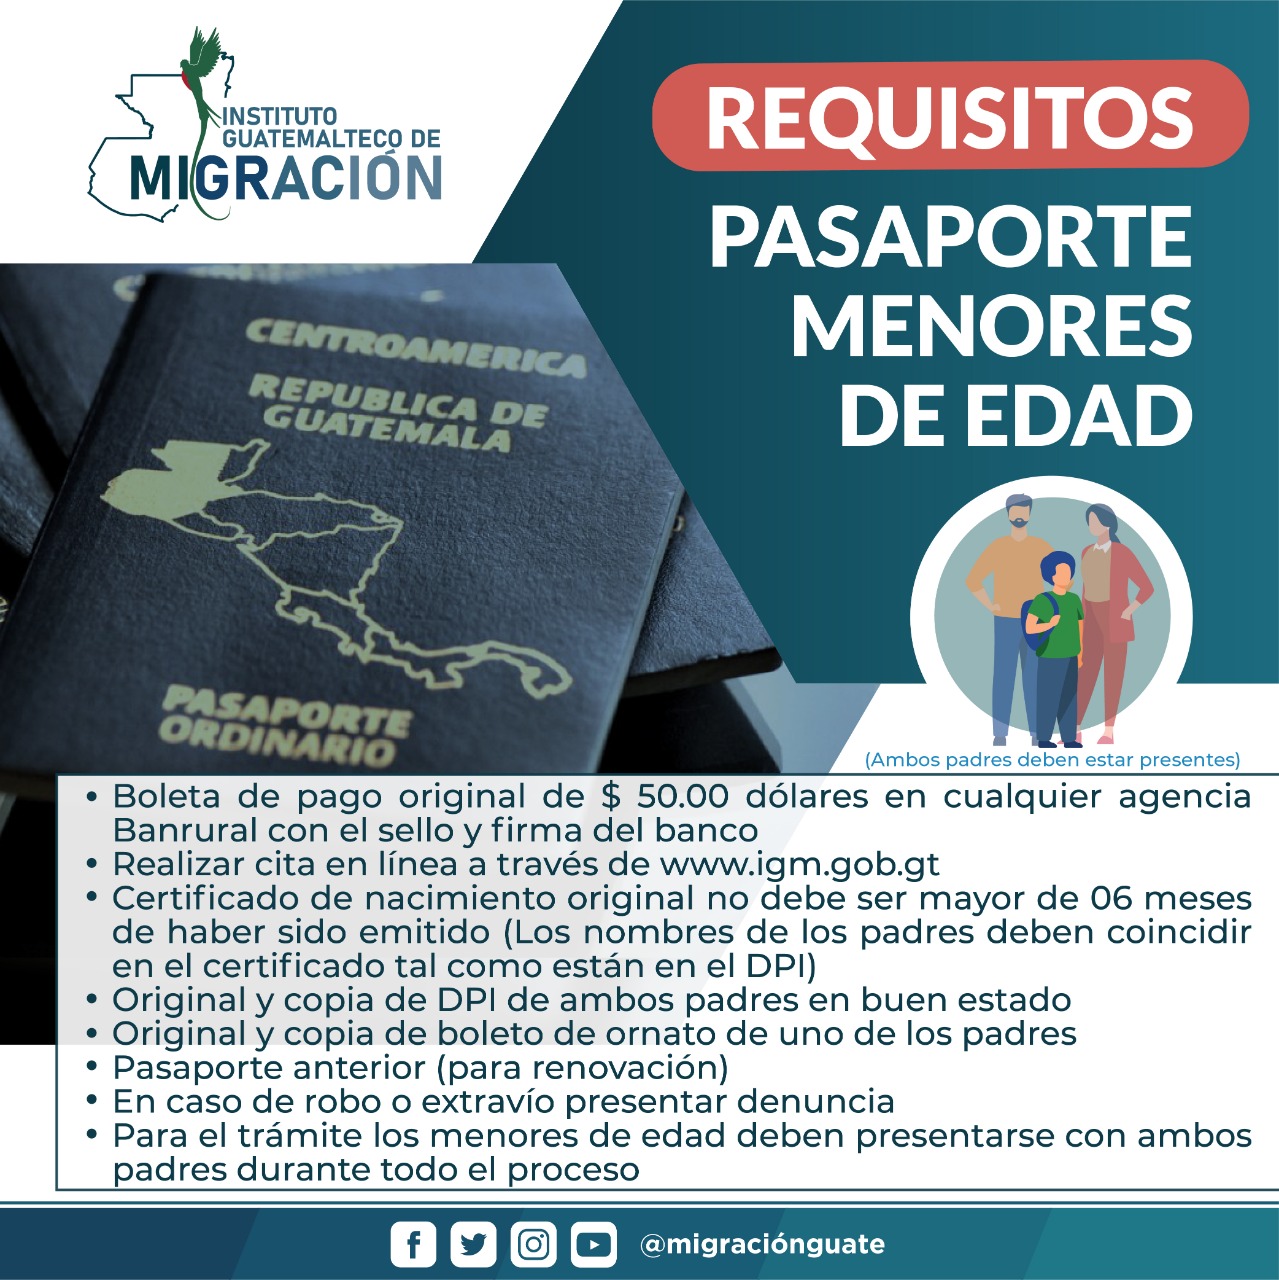 INSTITUTO
GUATEMALTECO DE
MIGRACIÓN
REQUISITOS
PASAPORTE
MENORES
DE EDAD
CENTROAMERICA
REPUBLICA DE
GUATEMALA
PASAPORTE
ORDINARIO
(Ambos padres deben estar presentes)
• Boleta de pago original de $ 50.00 dólares en cualquier agencia
Banrural con el sello y firma del banco
• Realizar cita en línea a través de www.igm.gob.gt
• Certificado de nacimiento original no debe ser mayor de 06 meses
de haber sido emitido (Los nombres de los padres deben coincidir
en el certificado tal como están en el DPI)
• Original y copia de DPI de ambos padres en buen estado
• Original y copia de boleto de ornato de uno de los padres
• Pasaporte anterior (para renovación)
• En caso de robo o extravío presentar denuncia
• Para el trámite los menores de edad deben presentarse con ambos
padres durante todo el proceso
@migraciónguate